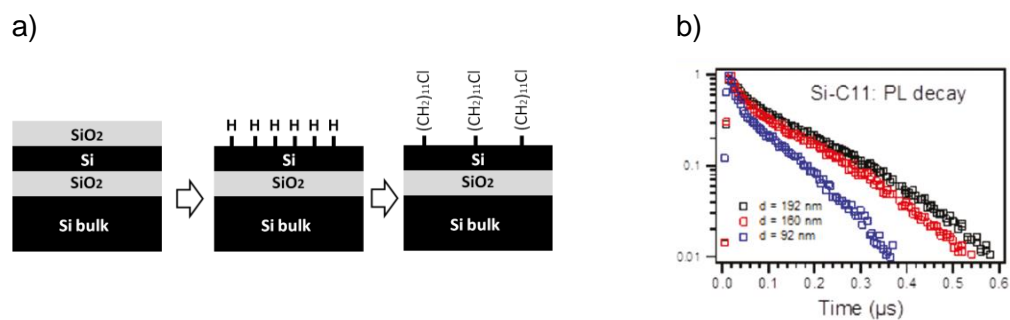 a)
b)
SiO2
Si
SiO2
Si bulk
H H H H H H
Si
SiO2
Si bulk
(CH2)11Cl
(CH2)11Cl
(CH2)11Cl
Si
SiO2
Si bulk
Si-C11: PL decay
1
0.1
0.01
d = 192 nm
d = 160 nm
d = 92 nm
0.0 0.1 0.2 0.3 0.4 0.5 0.6
Time (µs)